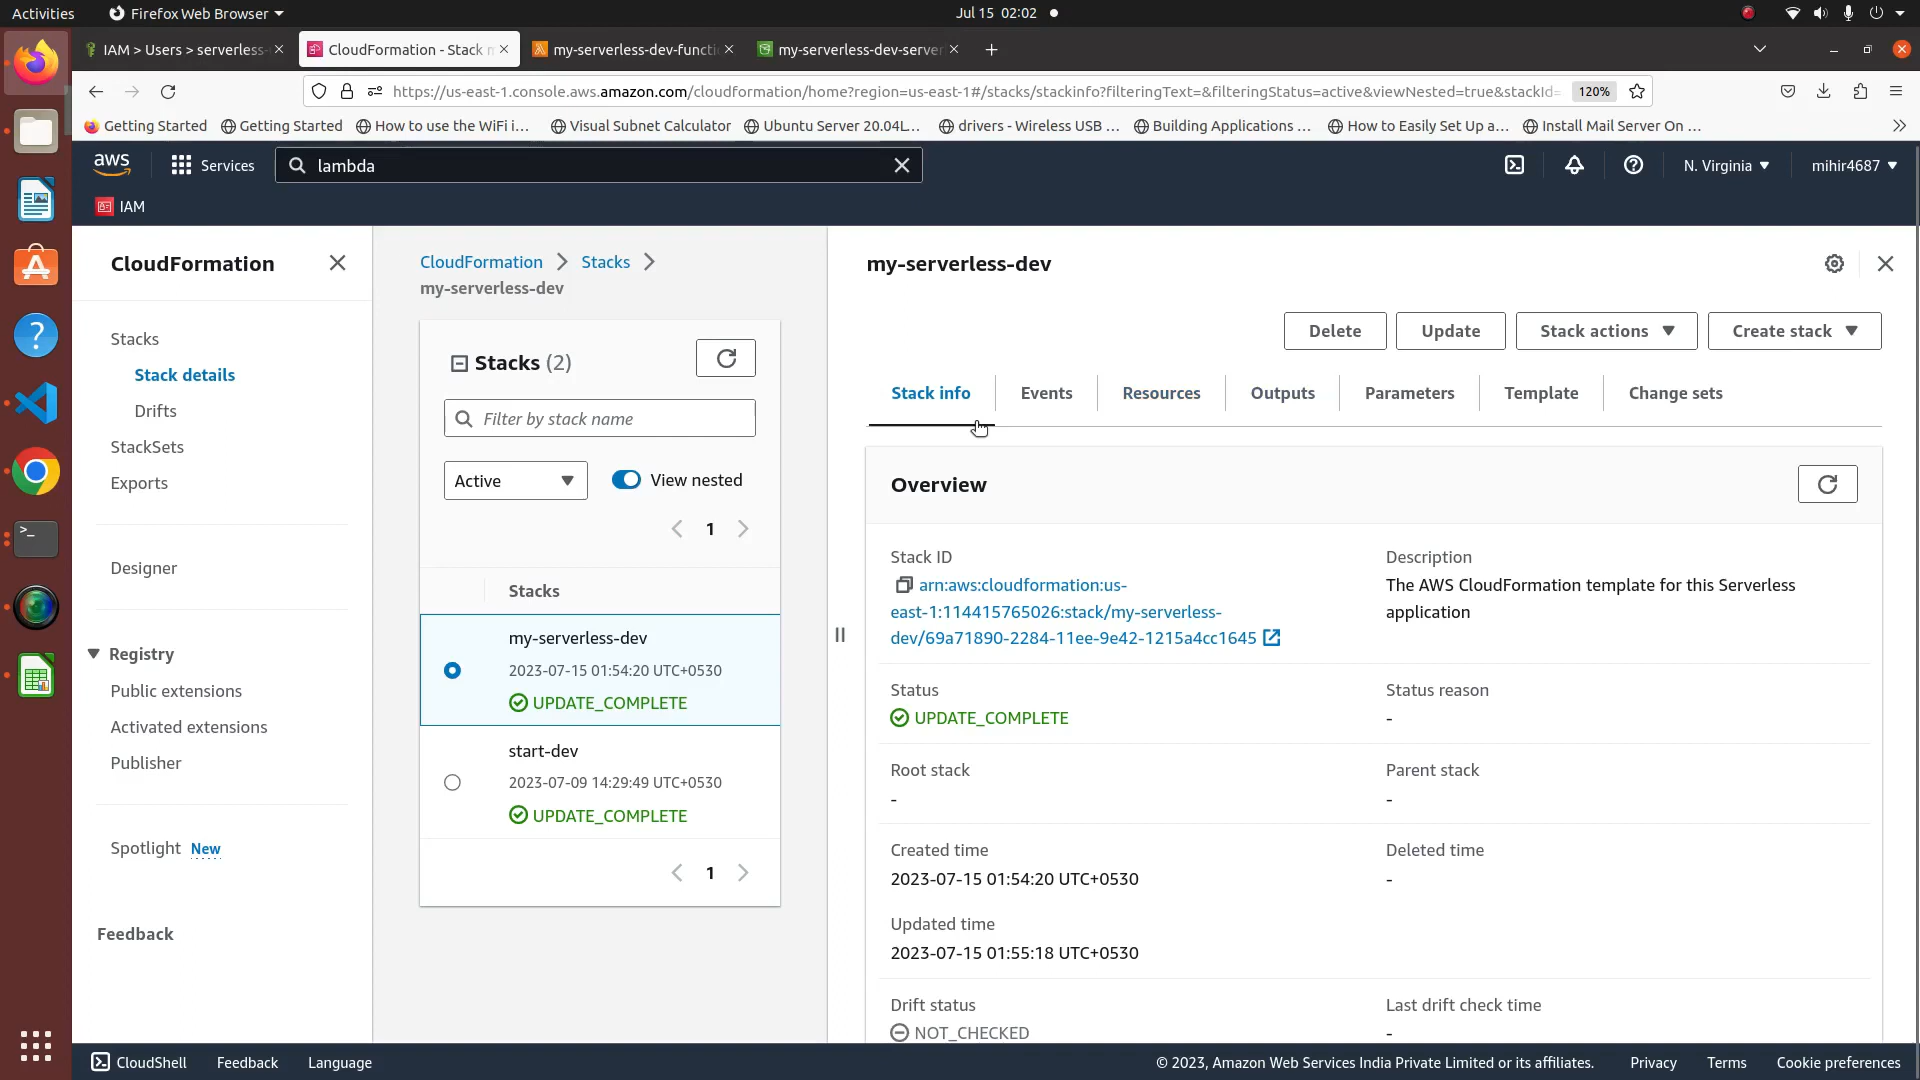 Activities
Firefox Web Browser
Jul 15 02:02
IAM > Users > serverless-
CloudFormation - Stack
my-serverless-dev-functi
my-serverless-dev-server
https://us-east-1.console.aws.amazon.com/cloudformation/home?region=us-east-1#/stacks/stackinfo?filteringText=&filteringStatus=active&viewNested=true&stackId=
120%
Getting Started
Getting Started
How to use the WiFi i...
Visual Subnet Calculator
Ubuntu Server 20.04L...
drivers - Wireless USB ...
Building Applications ...
How to Easily Set Up a...
Install Mail Server On ...
aws
Services
lambda
N. Virginia
mihir4687
IAM
CloudFormation
Stacks
Stack details
Drifts
StackSets
Exports
Designer
Registry
Public extensions
Activated extensions
Publisher
Spotlight New
Feedback
CloudFormation > Stacks >
my-serverless-dev
Stacks (2)
Filter by stack name
Active
View nested
1
Stacks
my-serverless-dev
2023-07-15 01:54:20 UTC+0530
UPDATE_COMPLETE
start-dev
2023-07-09 14:29:49 UTC+0530
UPDATE_COMPLETE
1
my-serverless-dev
Delete
Update
Stack actions
Create stack
Stack info
Events
Resources
Outputs
Parameters
Template
Change sets
Overview
Stack ID
arn:aws:cloudformation:us-
east-1:114415765026:stack/my-serverless-
dev/69a71890-2284-11ee-9e42-1215a4cc1645
Description
The AWS CloudFormation template for this Serverless
application
Status
UPDATE_COMPLETE
Status reason
-
Root stack
-
Parent stack
-
Created time
2023-07-15 01:54:20 UTC+0530
Deleted time
-
Updated time
2023-07-15 01:55:18 UTC+0530
Drift status
NOT_CHECKED
Last drift check time
-
CloudShell
Feedback
Language
© 2023, Amazon Web Services India Private Limited or its affiliates.
Privacy
Terms
Cookie preferences